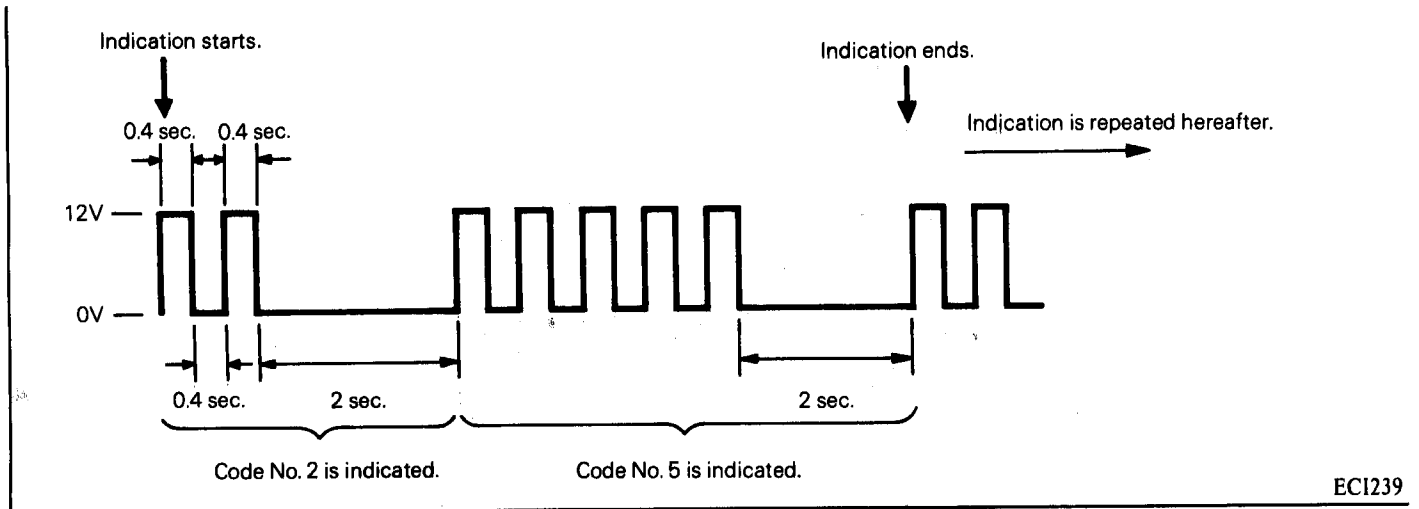 Indication starts.
Indication ends.
0.4 sec. 0.4 sec.
Indication is repeated hereafter.
12V
0V
0.4 sec. 2 sec. 2 sec.
Code No. 2 is indicated. Code No. 5 is indicated.
ECI239